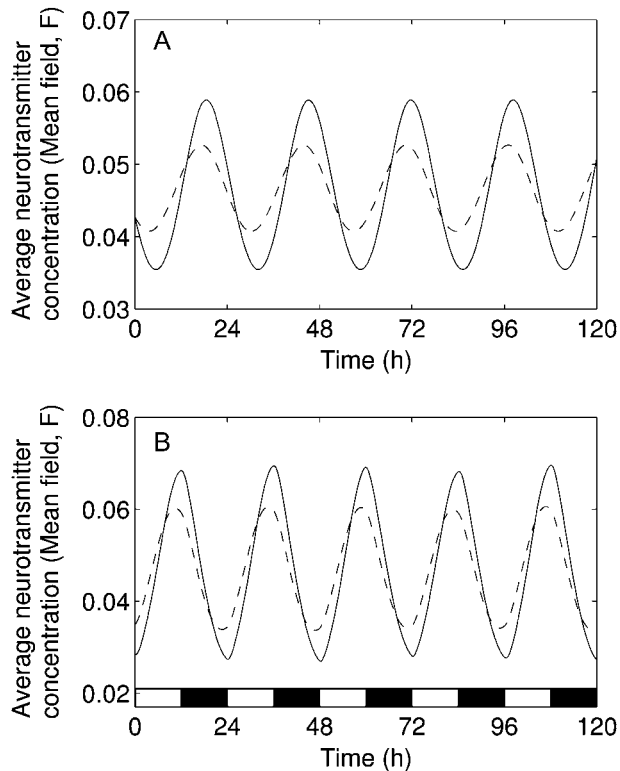 A
Average neurotransmitter
concentration (Mean field, F)
0.07
0.06
0.05
0.04
0.03
0 24 48 72 96 120
Time (h)
B
Average neurotransmitter
concentration (Mean field, F)
0.08
0.06
0.04
0.02
0 24 48 72 96 120
Time (h)